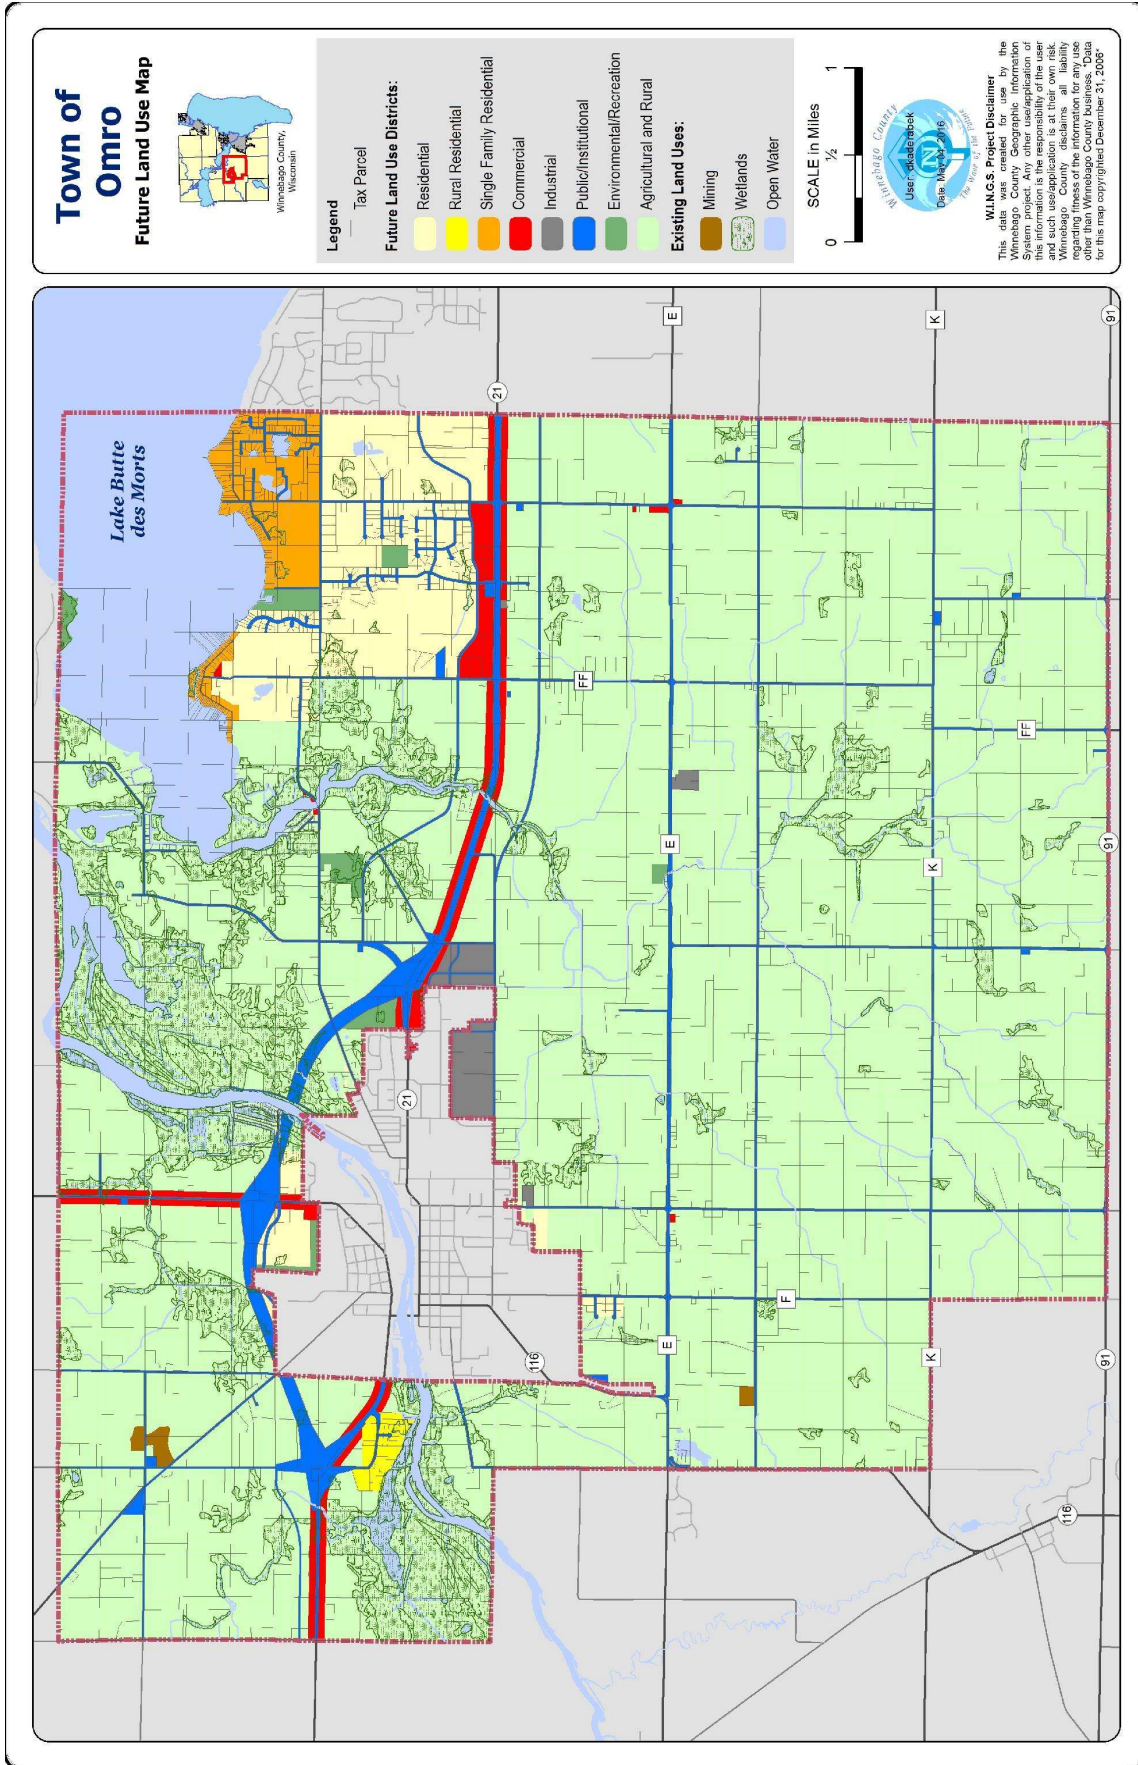 Town of
Omro
Future Land Use Map
Winnebago County,
Wisconsin
Legend
Tax Parcel
Future Land Use Districts:
Residential
Rural Residential
Single Family Residential
Commercial
Industrial
Public/Institutional
Environmental/Recreation
Agricultural and Rural
Existing Land Uses:
Mining
Wetlands
Open Water
SCALE in Miles
0 ½ 1
Winnebago County
User: dkaderabek
N
Date: May 04, 2016
The Wave of the Future
W.I.N.G.S. Project Disclaimer
This data was created for use by the
Winnebago County Geographic Information
System project. Any other use/application of
this information is the responsibility of the user
and such use/application is at their own risk.
Winnebago County disclaims all liability
regarding fitness of the information for any use
other than Winnebago County business. *Data
for this map copyrighted December 31, 2006*
Lake Butte
des Morts
21
E
K
91
FF
FF
E
K
91
21
F
116
E
K
91
116